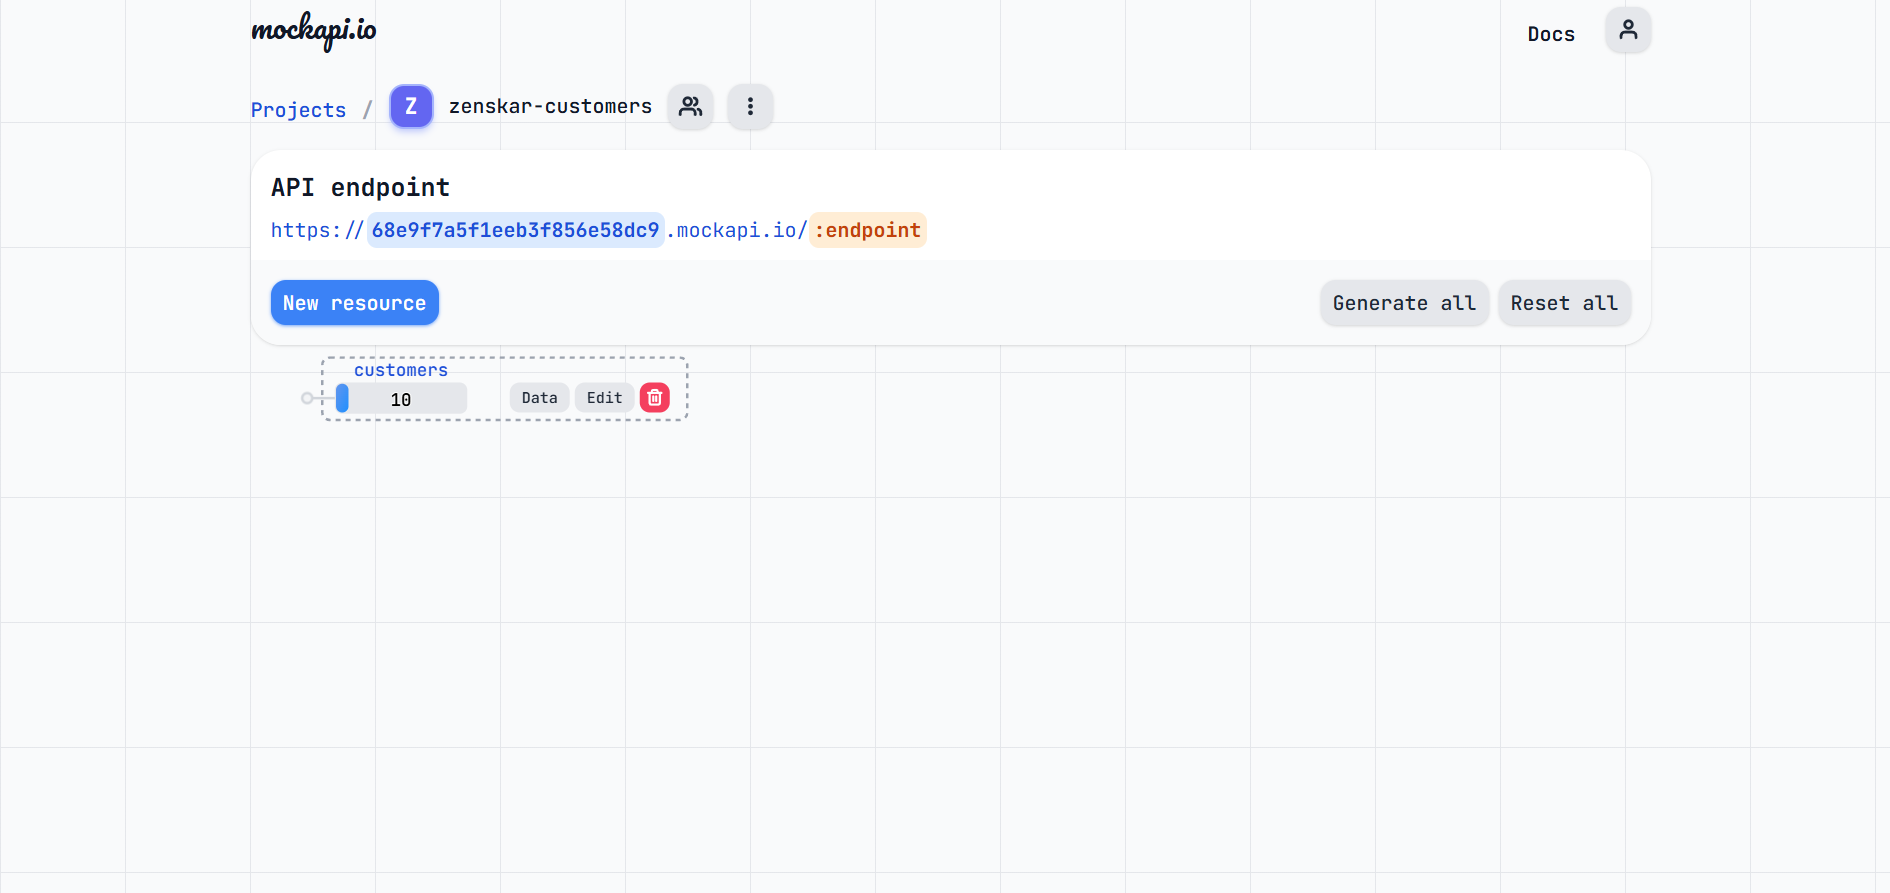 mockapi.io
Docs
Projects / Z zenskar-customers
API endpoint
https://68e9f7a5f1eeb3f856e58dc9.mockapi.io/:endpoint
New resource
Generate all Reset all
customers
10 Data Edit